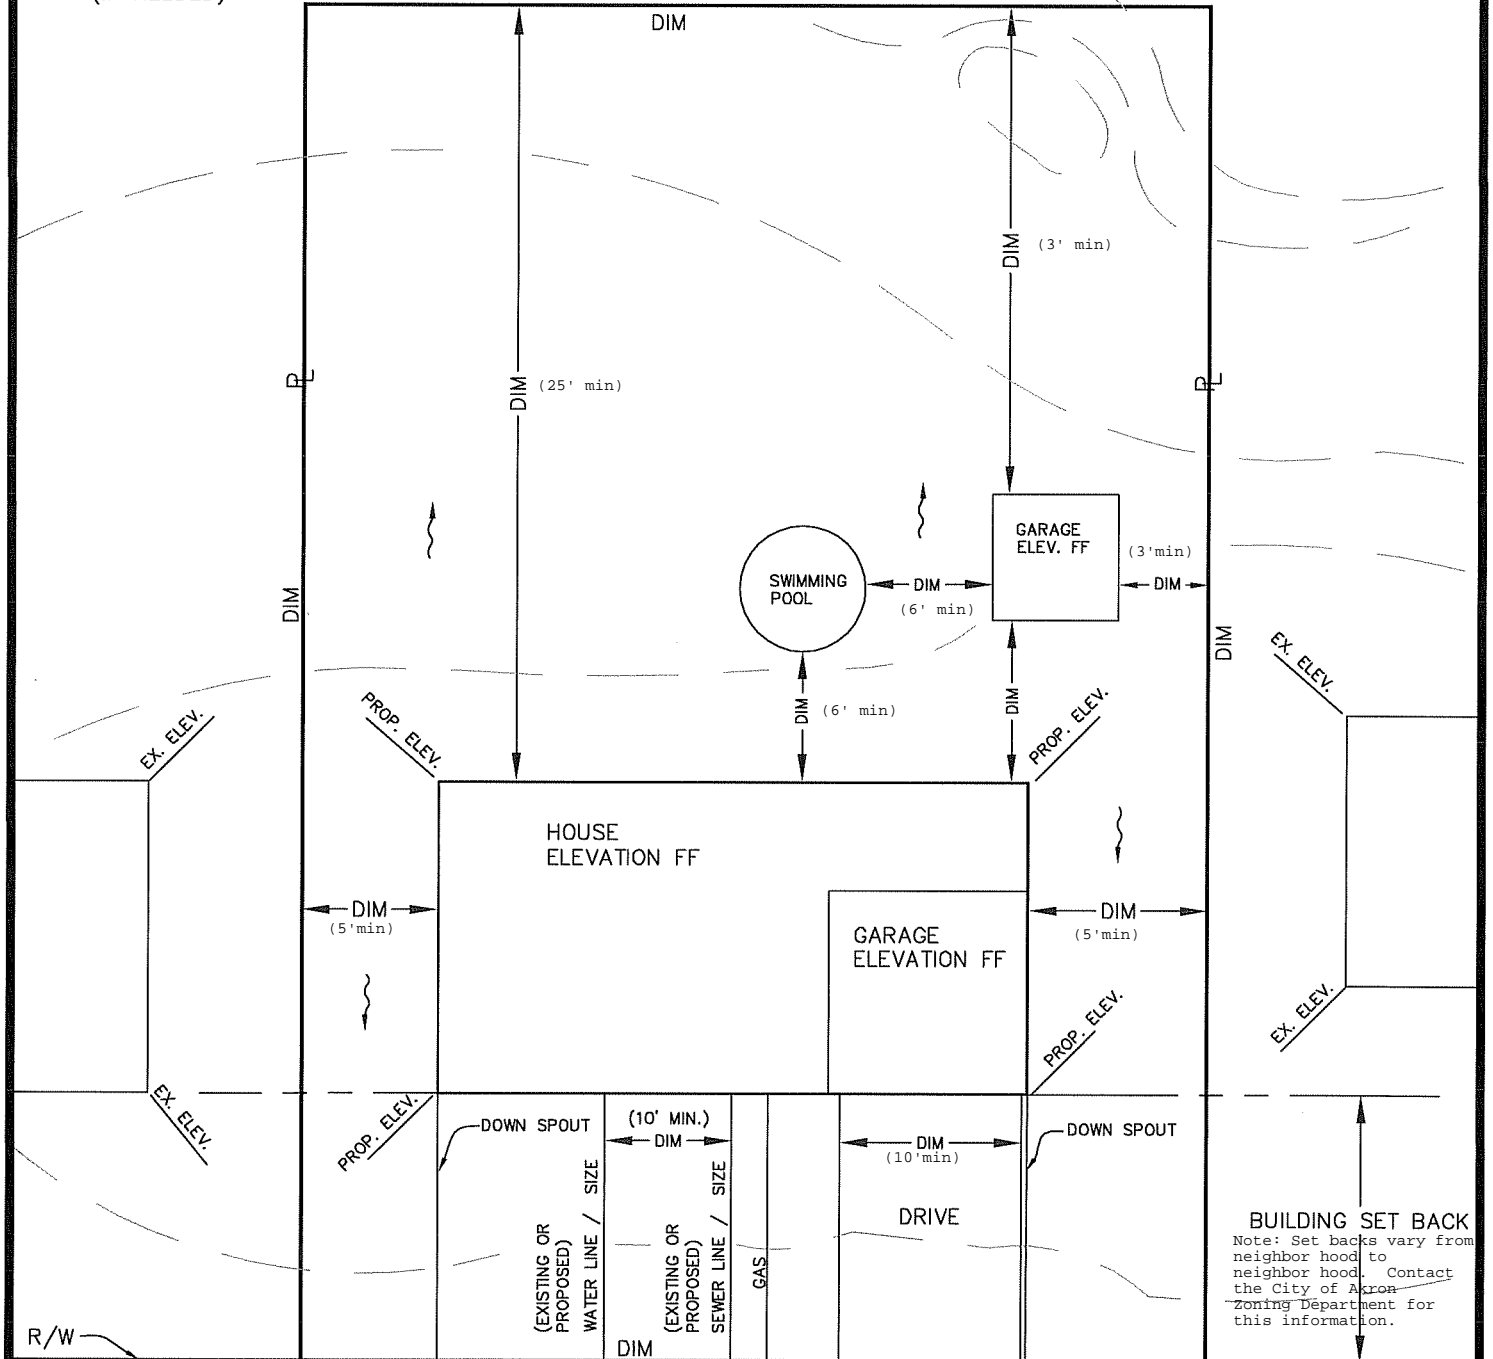 DIM
DIM
(3' min)
PL
PL
DIM
(25' min)
GARAGE
ELEV. FF
(3'min)
DIM
SWIMMING
POOL
DIM
(6' min)
DIM
DIM
EX. ELEV.
DIM
(6' min)
DIM
PROP. ELEV.
PROP. ELEV.
EX. ELEV.
HOUSE
ELEVATION FF
DIM
(5'min)
GARAGE
ELEVATION FF
DIM
(5'min)
EX. ELEV.
PROP. ELEV.
EX. ELEV.
PROP. ELEV.
DOWN SPOUT
(10' MIN.)
DIM
DIM
(10'min)
DOWN SPOUT
(EXISTING OR
PROPOSED)
WATER LINE / SIZE
(EXISTING OR
PROPOSED)
SEWER LINE / SIZE
GAS
DRIVE
BUILDING SET BACK
Note: Set backs vary from
neighbor hood to
neighbor hood. Contact
the City of Akron
Zoning Department for
this information.
R/W
DIM